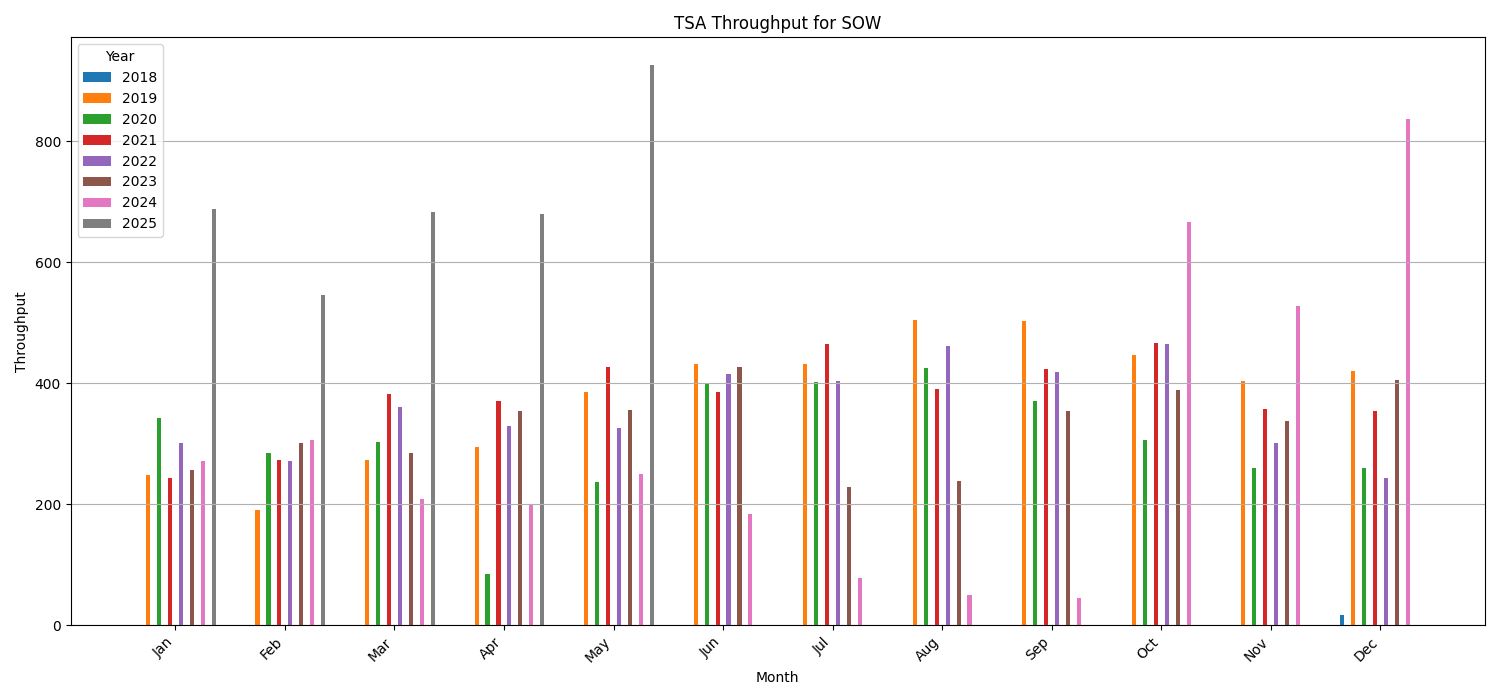 TSA Throughput for SOW
Year
2018
2019
2020
2021
2022
2023
2024
2025
Throughput
800
600
400
200
0
Jan
Feb
Mar
Apr
May
Jun
Jul
Aug
Sep
Oct
Nov
Dec
Month